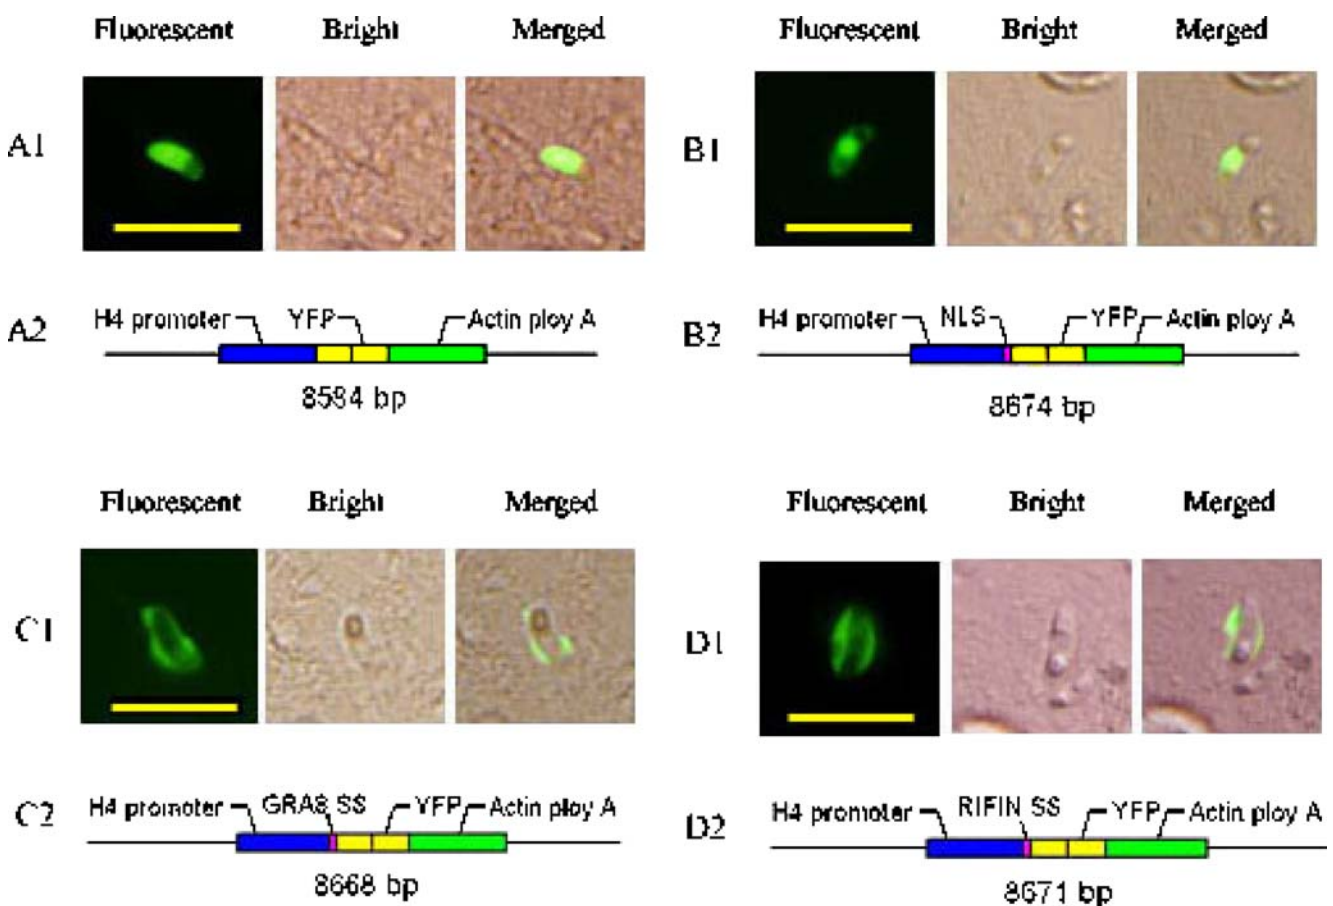 Fluorescent Bright Merged
A1
H4 promoter YFP Actin ploy A
A2
8584 bp
Fluorescent Bright Merged
B1
H4 promoter NLS YFP Actin ploy A
B2
8674 bp
Fluorescent Bright Merged
C1
H4 promoter GRA8 SS YFP Actin ploy A
C2
8668 bp
Fluorescent Bright Merged
D1
H4 promoter RIFIN SS YFP Actin ploy A
D2
8671 bp